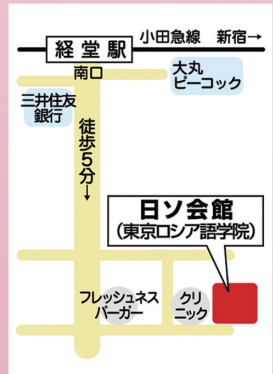 小田急線 新宿→
経堂駅
南口
大丸
ピーコック
三井住友
銀行
徒歩5分→
日ソ会館
(東京ロシア語学院)
フレッシュネス
バーガー
クリ
ニック